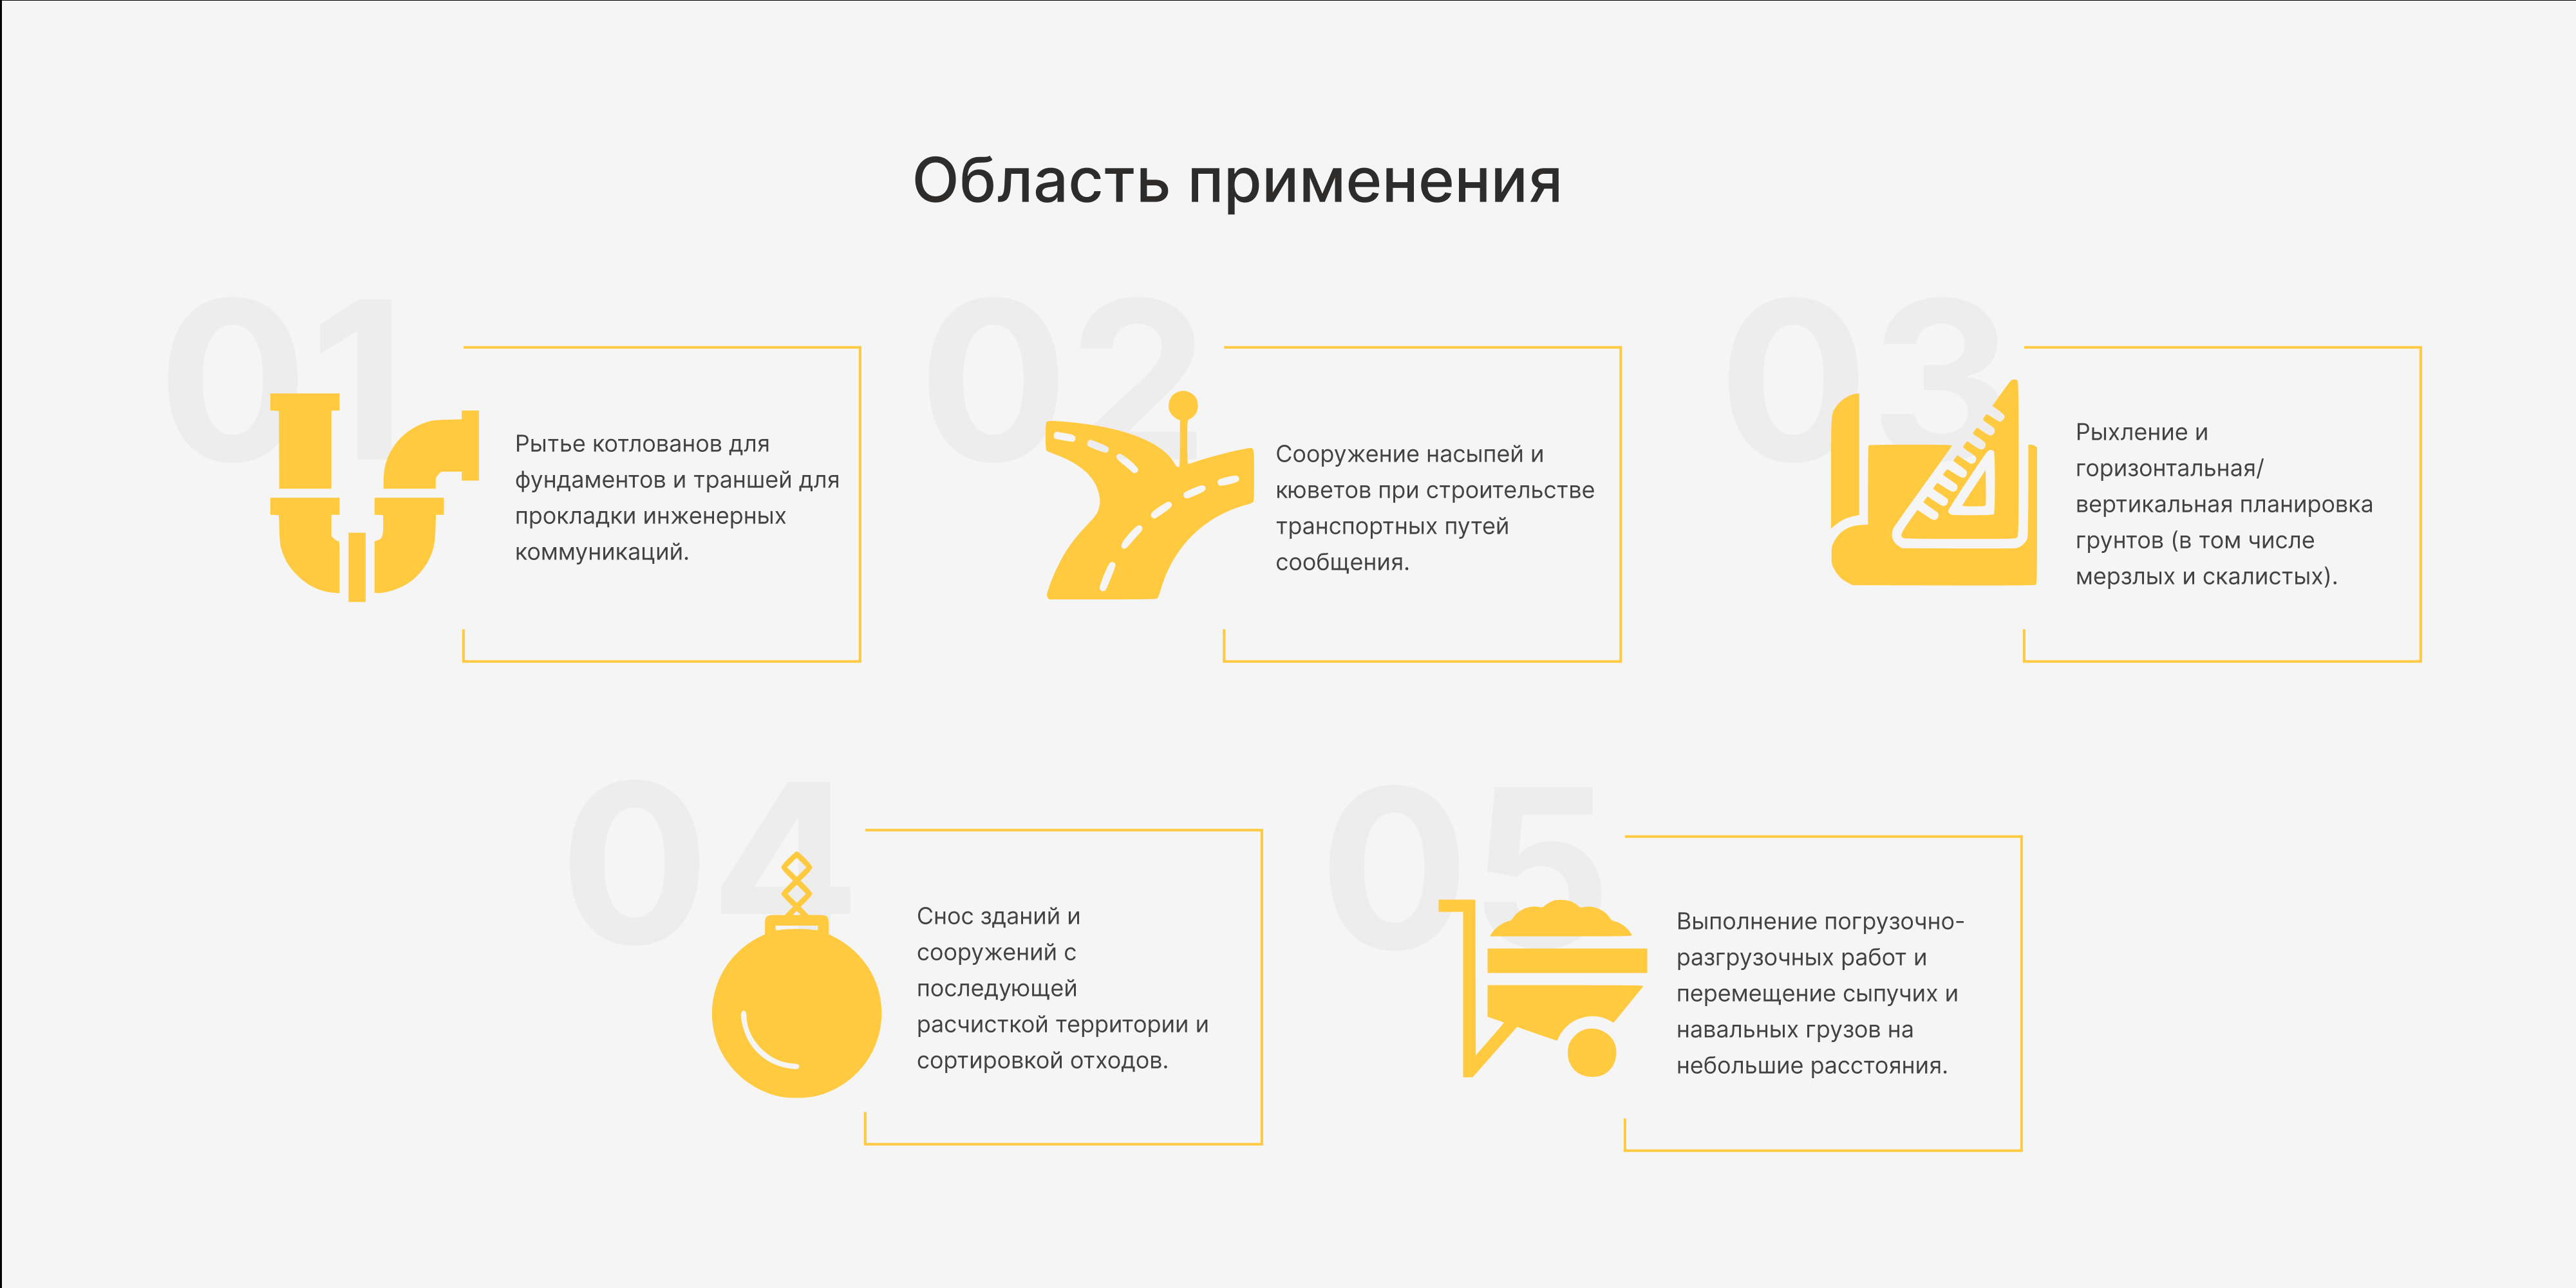 Область применения
01
Рытье котлованов для
фундаментов и траншей для
прокладки инженерных
коммуникаций.
02
Сооружение насыпей и
кюветов при строительстве
транспортных путей
сообщения.
03
Рыхление и
горизонтальная/
вертикальная планировка
грунтов (в том числе
мерзлых и скалистых).
04
Снос зданий и
сооружений с
последующей
расчисткой территории и
сортировкой отходов.
05
Выполнение погрузочно-
разгрузочных работ и
перемещение сыпучих и
навальных грузов на
небольшие расстояния.